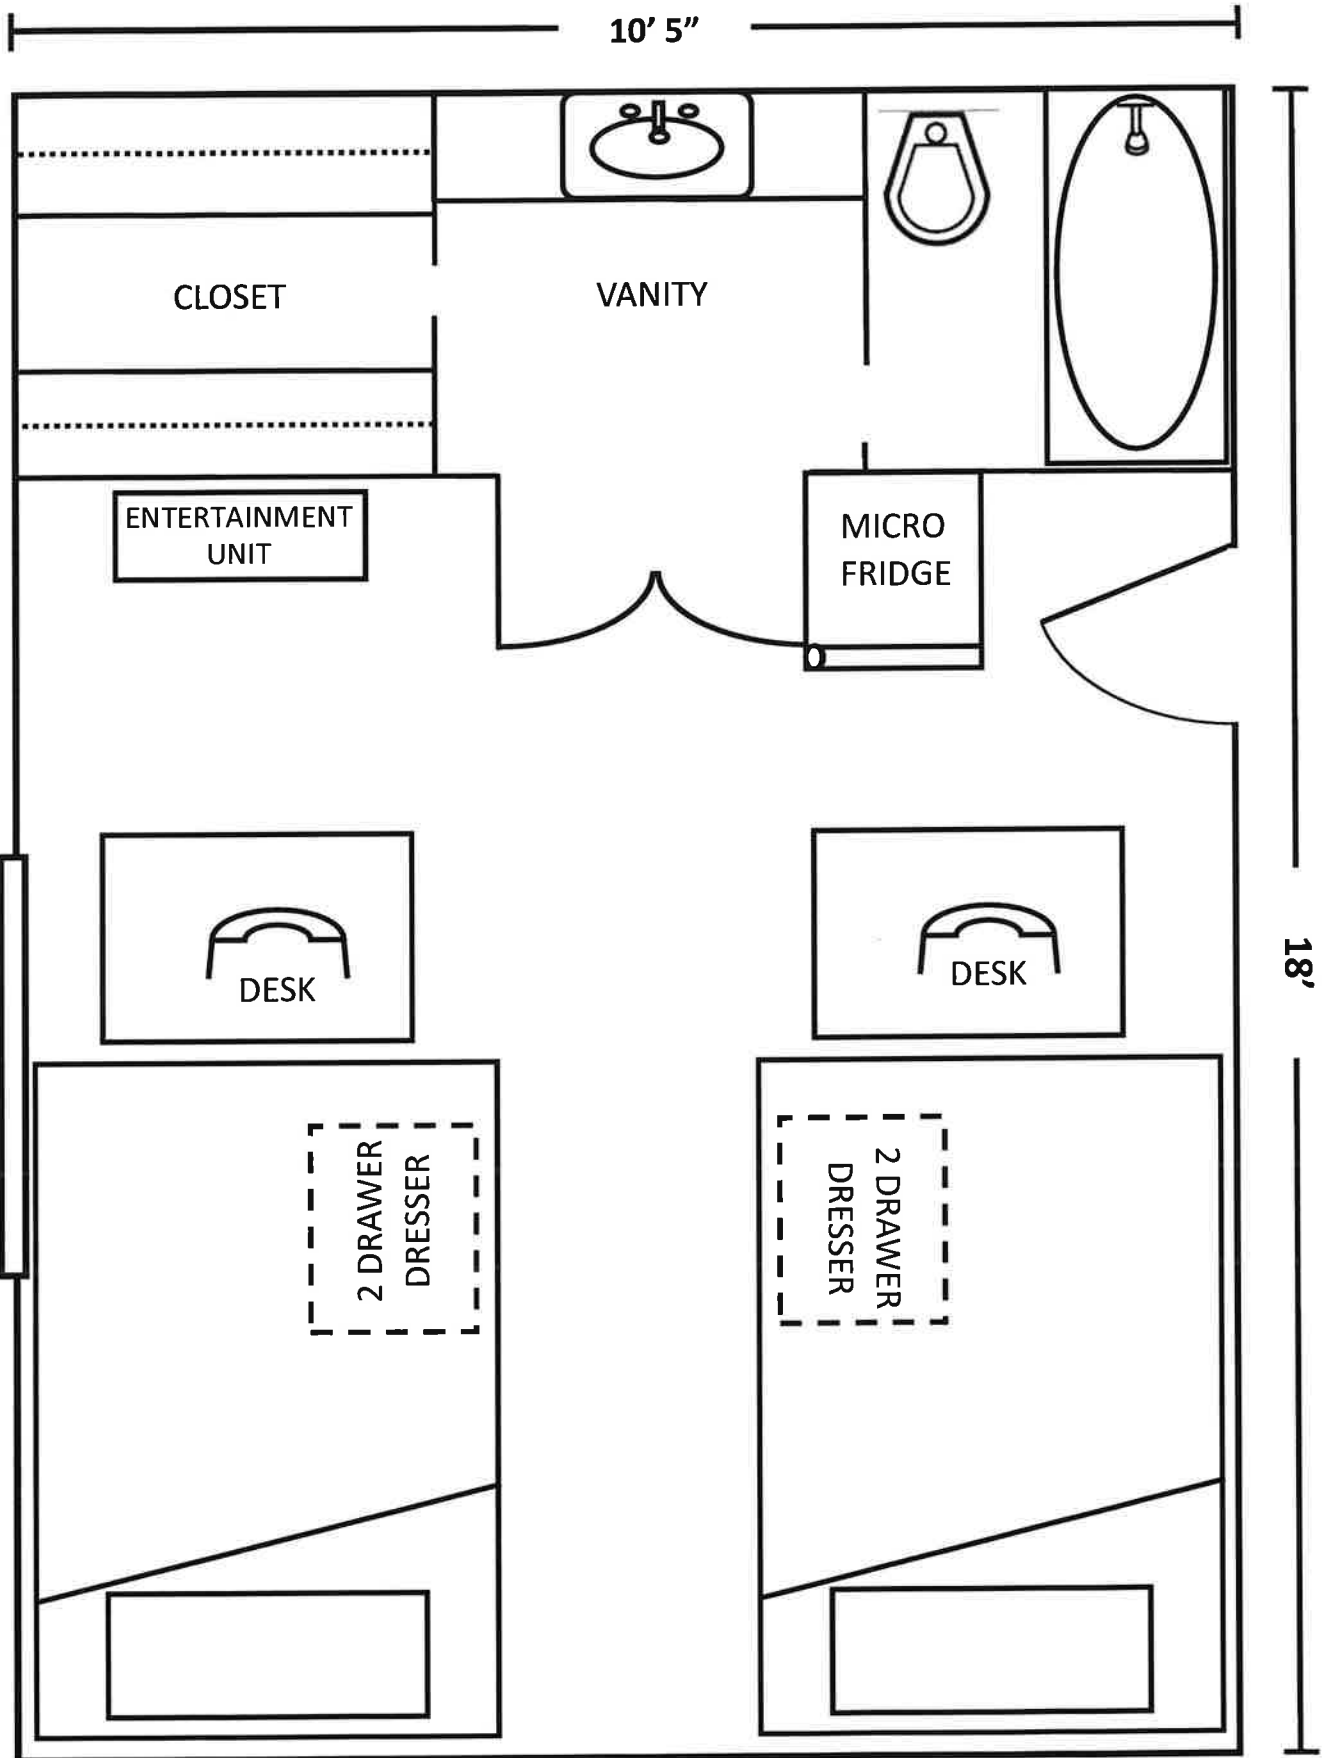 10' 5”
CLOSET
VANITY
ENTERTAINMENT
UNIT
MICRO
FRIDGE
18'
DESK
DESK
2 DRAWER
DRESSER
2 DRAWER
DRESSER